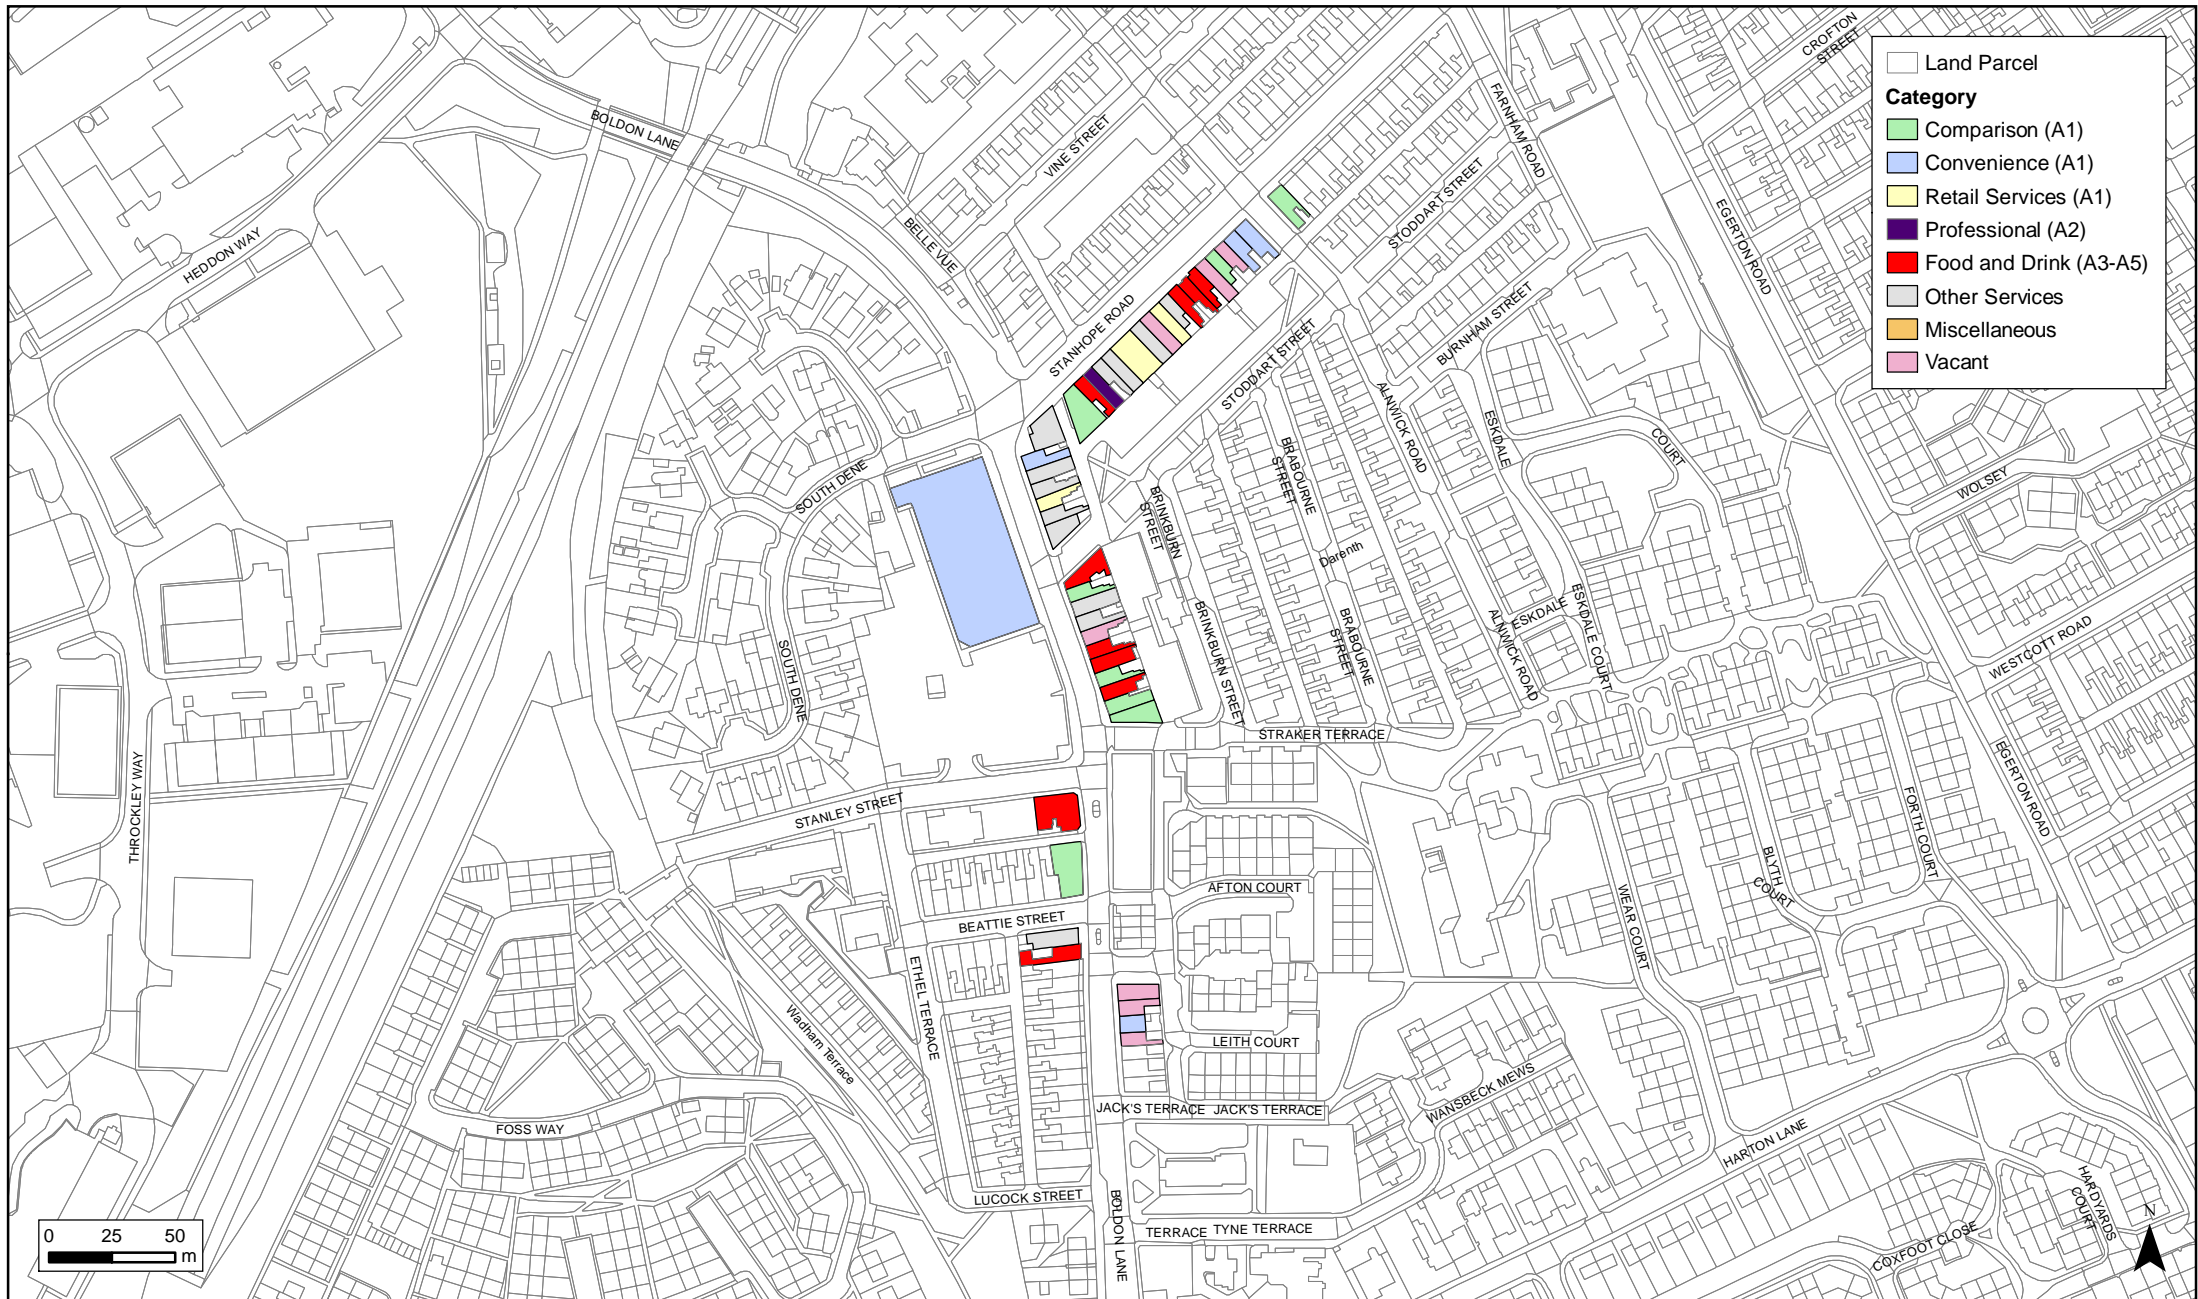 CROFTON
STREET
Land Parcel
Category
Comparison (A1)
Convenience (A1)
Retail Services (A1)
Professional (A2)
Food and Drink (A3-A5)
Other Services
Miscellaneous
Vacant
BOLDON LANE
VINE STREET
FARNHAM ROAD
HEDDON WAY
BELLE VUE
STODDART STREET
EGERTON ROAD
STANHOPE ROAD
BURNHAM STREET
STODDART STREET
ALNWICK ROAD
ESKDALE
COURT
BRABOURNE
STREET
SOUTH DENE
WOLSEY
BRINKBURN
STREET
Darenth
BRINKBURN STREET
BRABOURNE
STREET
ALNWICK ROAD
ESKDALE
ESKDALE COURT
WESTCOTT ROAD
SOUTH DENE
STRAKER TERRACE
EGERTON ROAD
THROCKLEY WAY
STANLEY STREET
FORTH COURT
BLYTH
COURT
AFTON COURT
WEAR COURT
BEATTIE STREET
ETHEL TERRACE
Wadham Terrace
LEITH COURT
WANSBECK MEWS
JACK'S TERRACE JACK'S TERRACE
FOSS WAY
HARTON LANE
LUCOCK STREET
BOLDON LANE
TERRACE TYNE TERRACE
HARDYARDS
COURT
COXFOOT CLOSE
N
0 25 50
m